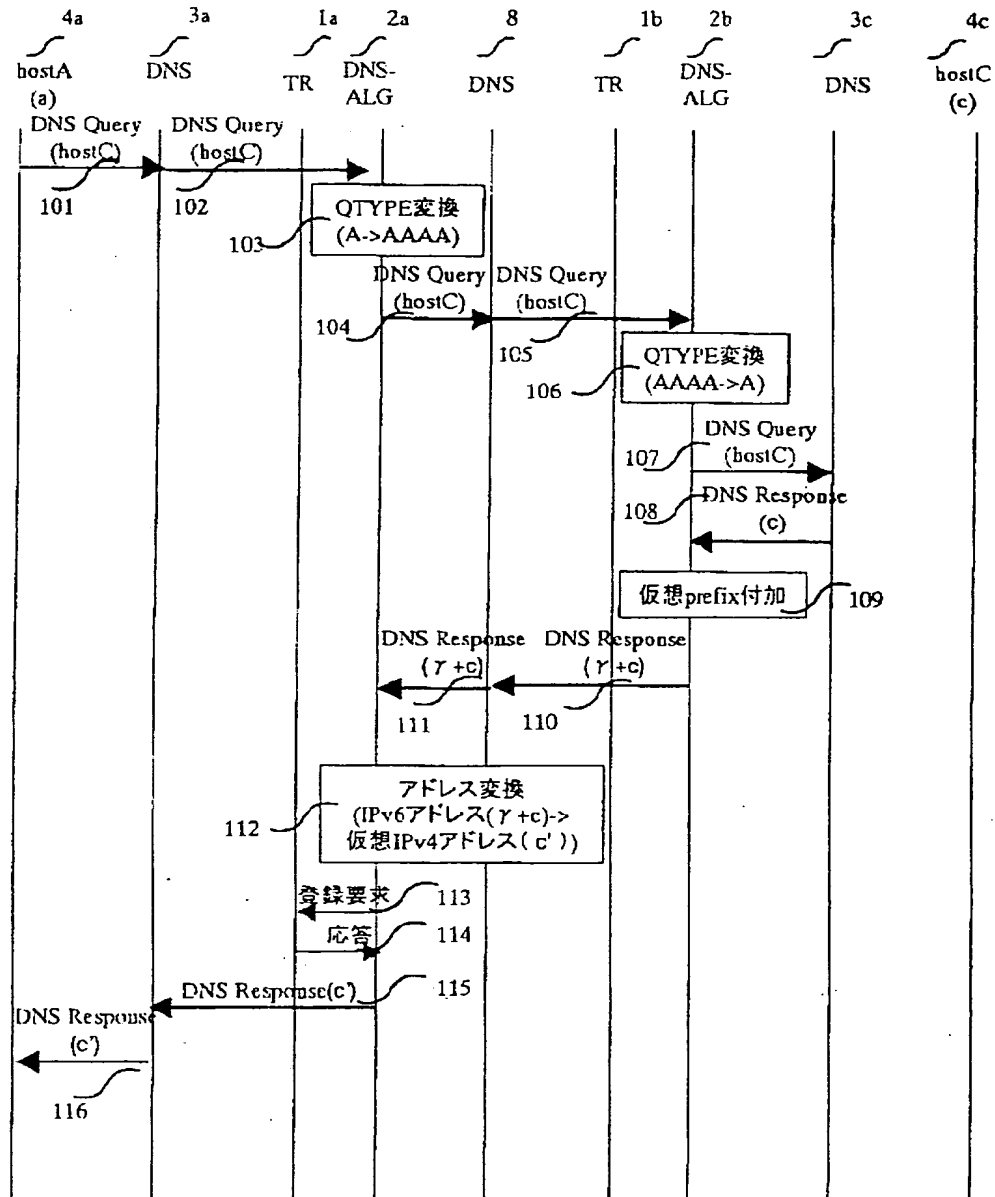 4a 3a 1a 2a 8 1b 2b 3c 4c
hostA
(a)
DNS
TR
DNS-
ALG
DNS
TR
DNS-
ALG
DNS
hostC
(c)
DNS Query
(hostC)
DNS Query
(hostC)
101
102
QTYPE変換
(A->AAAA)
103
DNS Query
(hostC)
DNS Query
(hostC)
104
105
QTYPE変換
(AAAA->A)
106
DNS Query
(hostC)
107
DNS Response
(c)
108
仮想prefix付加
109
DNS Response
(γ+c)
DNS Response
(γ+c)
111
110
アドレス変換
(IPv6アドレス(γ+c)->
仮想IPv4アドレス(c'))
112
登録要求
113
応答
114
DNS Response(c')
115
DNS Response
(c')
116